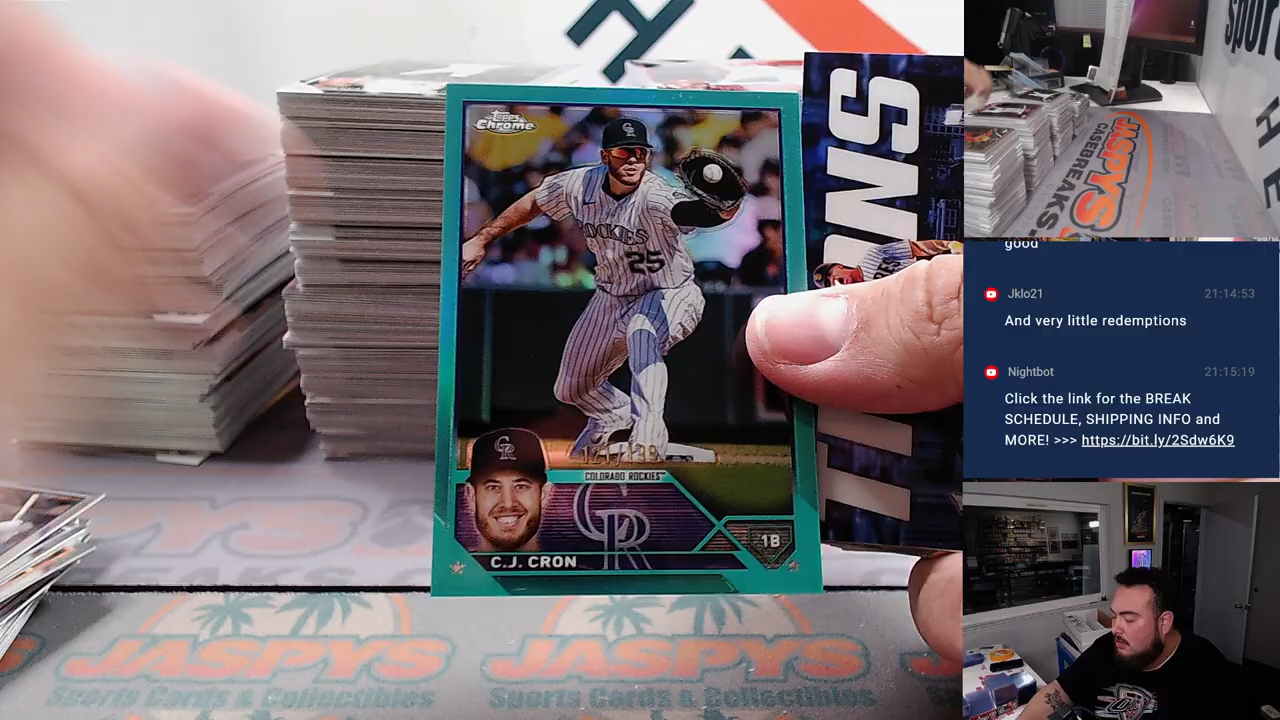 Topps
Chrome
ROCKIES
25
CR
COLORADO ROCKIES
CR
1B
C.J. CRON
JASPYS
Sports Cards & Collectibles
JASPYS
Sports Cards & Collectibles
JASPYS
CASEBREAKS
good
Jklo21 21:14:53
And very little redemptions
Nightbot 21:15:19
Click the link for the BREAK
SCHEDULE, SHIPPING INFO and
MORE! >>> https://bit.ly/2Sdw6K9